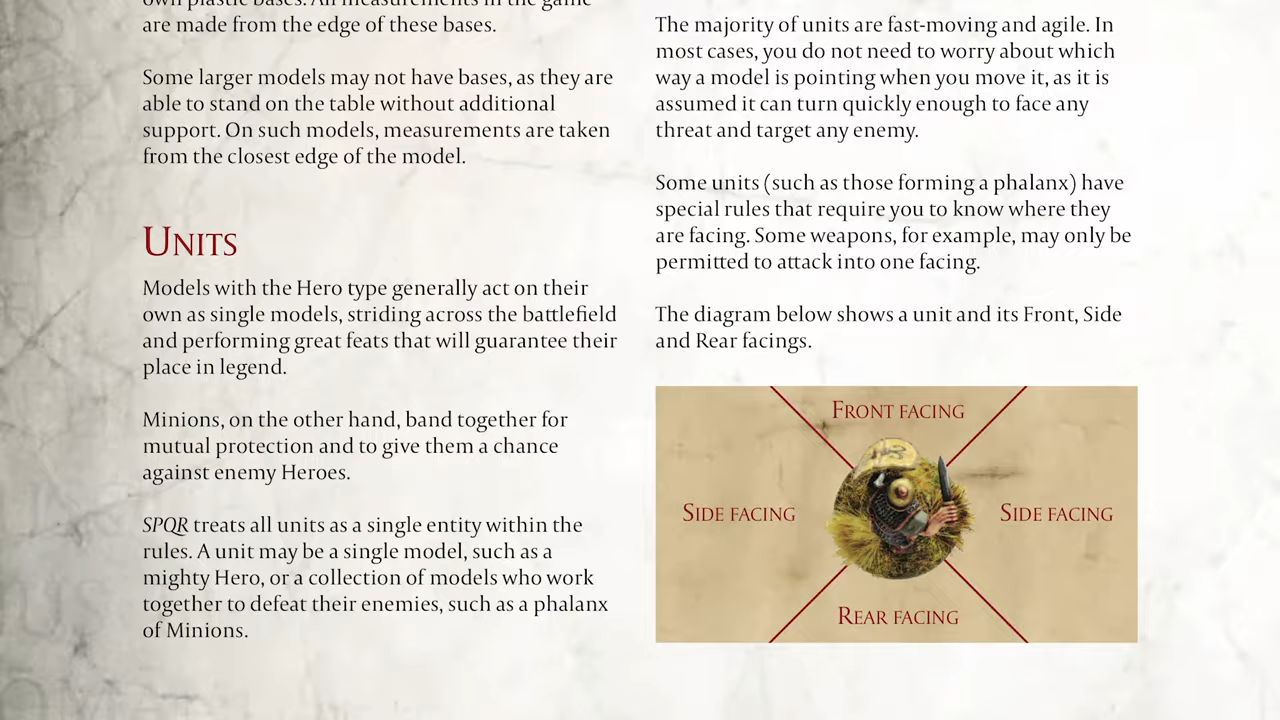 own plastic bases. All measurements in the game
are made from the edge of these bases.
Some larger models may not have bases, as they are
able to stand on the table without additional
support. On such models, measurements are taken
from the closest edge of the model.
UNITS
Models with the Hero type generally act on their
own as single models, striding across the battlefield
and performing great feats that will guarantee their
place in legend.
Minions, on the other hand, band together for
mutual protection and to give them a chance
against enemy Heroes.
SPQR treats all units as a single entity within the
rules. A unit may be a single model, such as a
mighty Hero, or a collection of models who work
together to defeat their enemies, such as a phalanx
of Minions.
The majority of units are fast-moving and agile. In
most cases, you do not need to worry about which
way a model is pointing when you move it, as it is
assumed it can turn quickly enough to face any
threat and target any enemy.
Some units (such as those forming a phalanx) have
special rules that require you to know where they
are facing. Some weapons, for example, may only be
permitted to attack into one facing.
The diagram below shows a unit and its Front, Side
and Rear facings.
FRONT FACING
SIDE FACING
SIDE FACING
REAR FACING